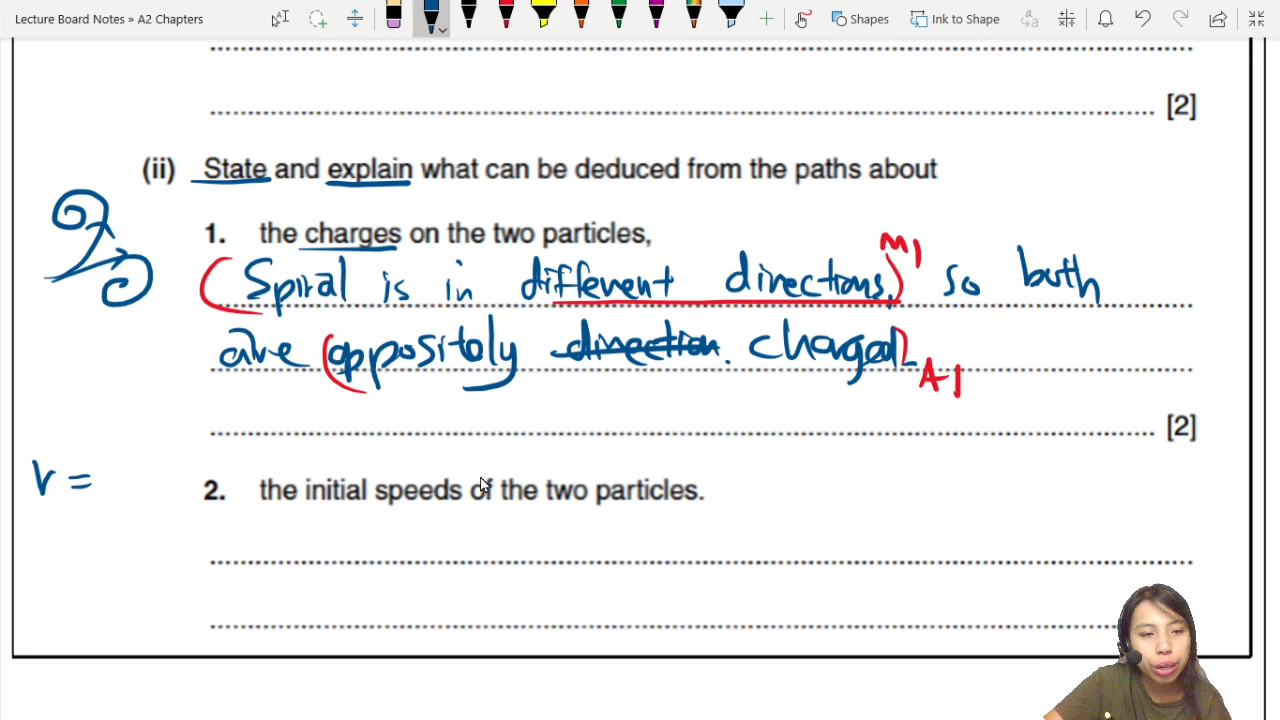 Lecture Board Notes » A2 Chapters
Shapes
Ink to Shape
[2]
(ii) State and explain what can be deduced from the paths about
1. the charges on the two particles,
M1
Spiral is in different directions, so both
are oppositely direction. charged
A1
[2]
r =
2. the initial speeds of the two particles.